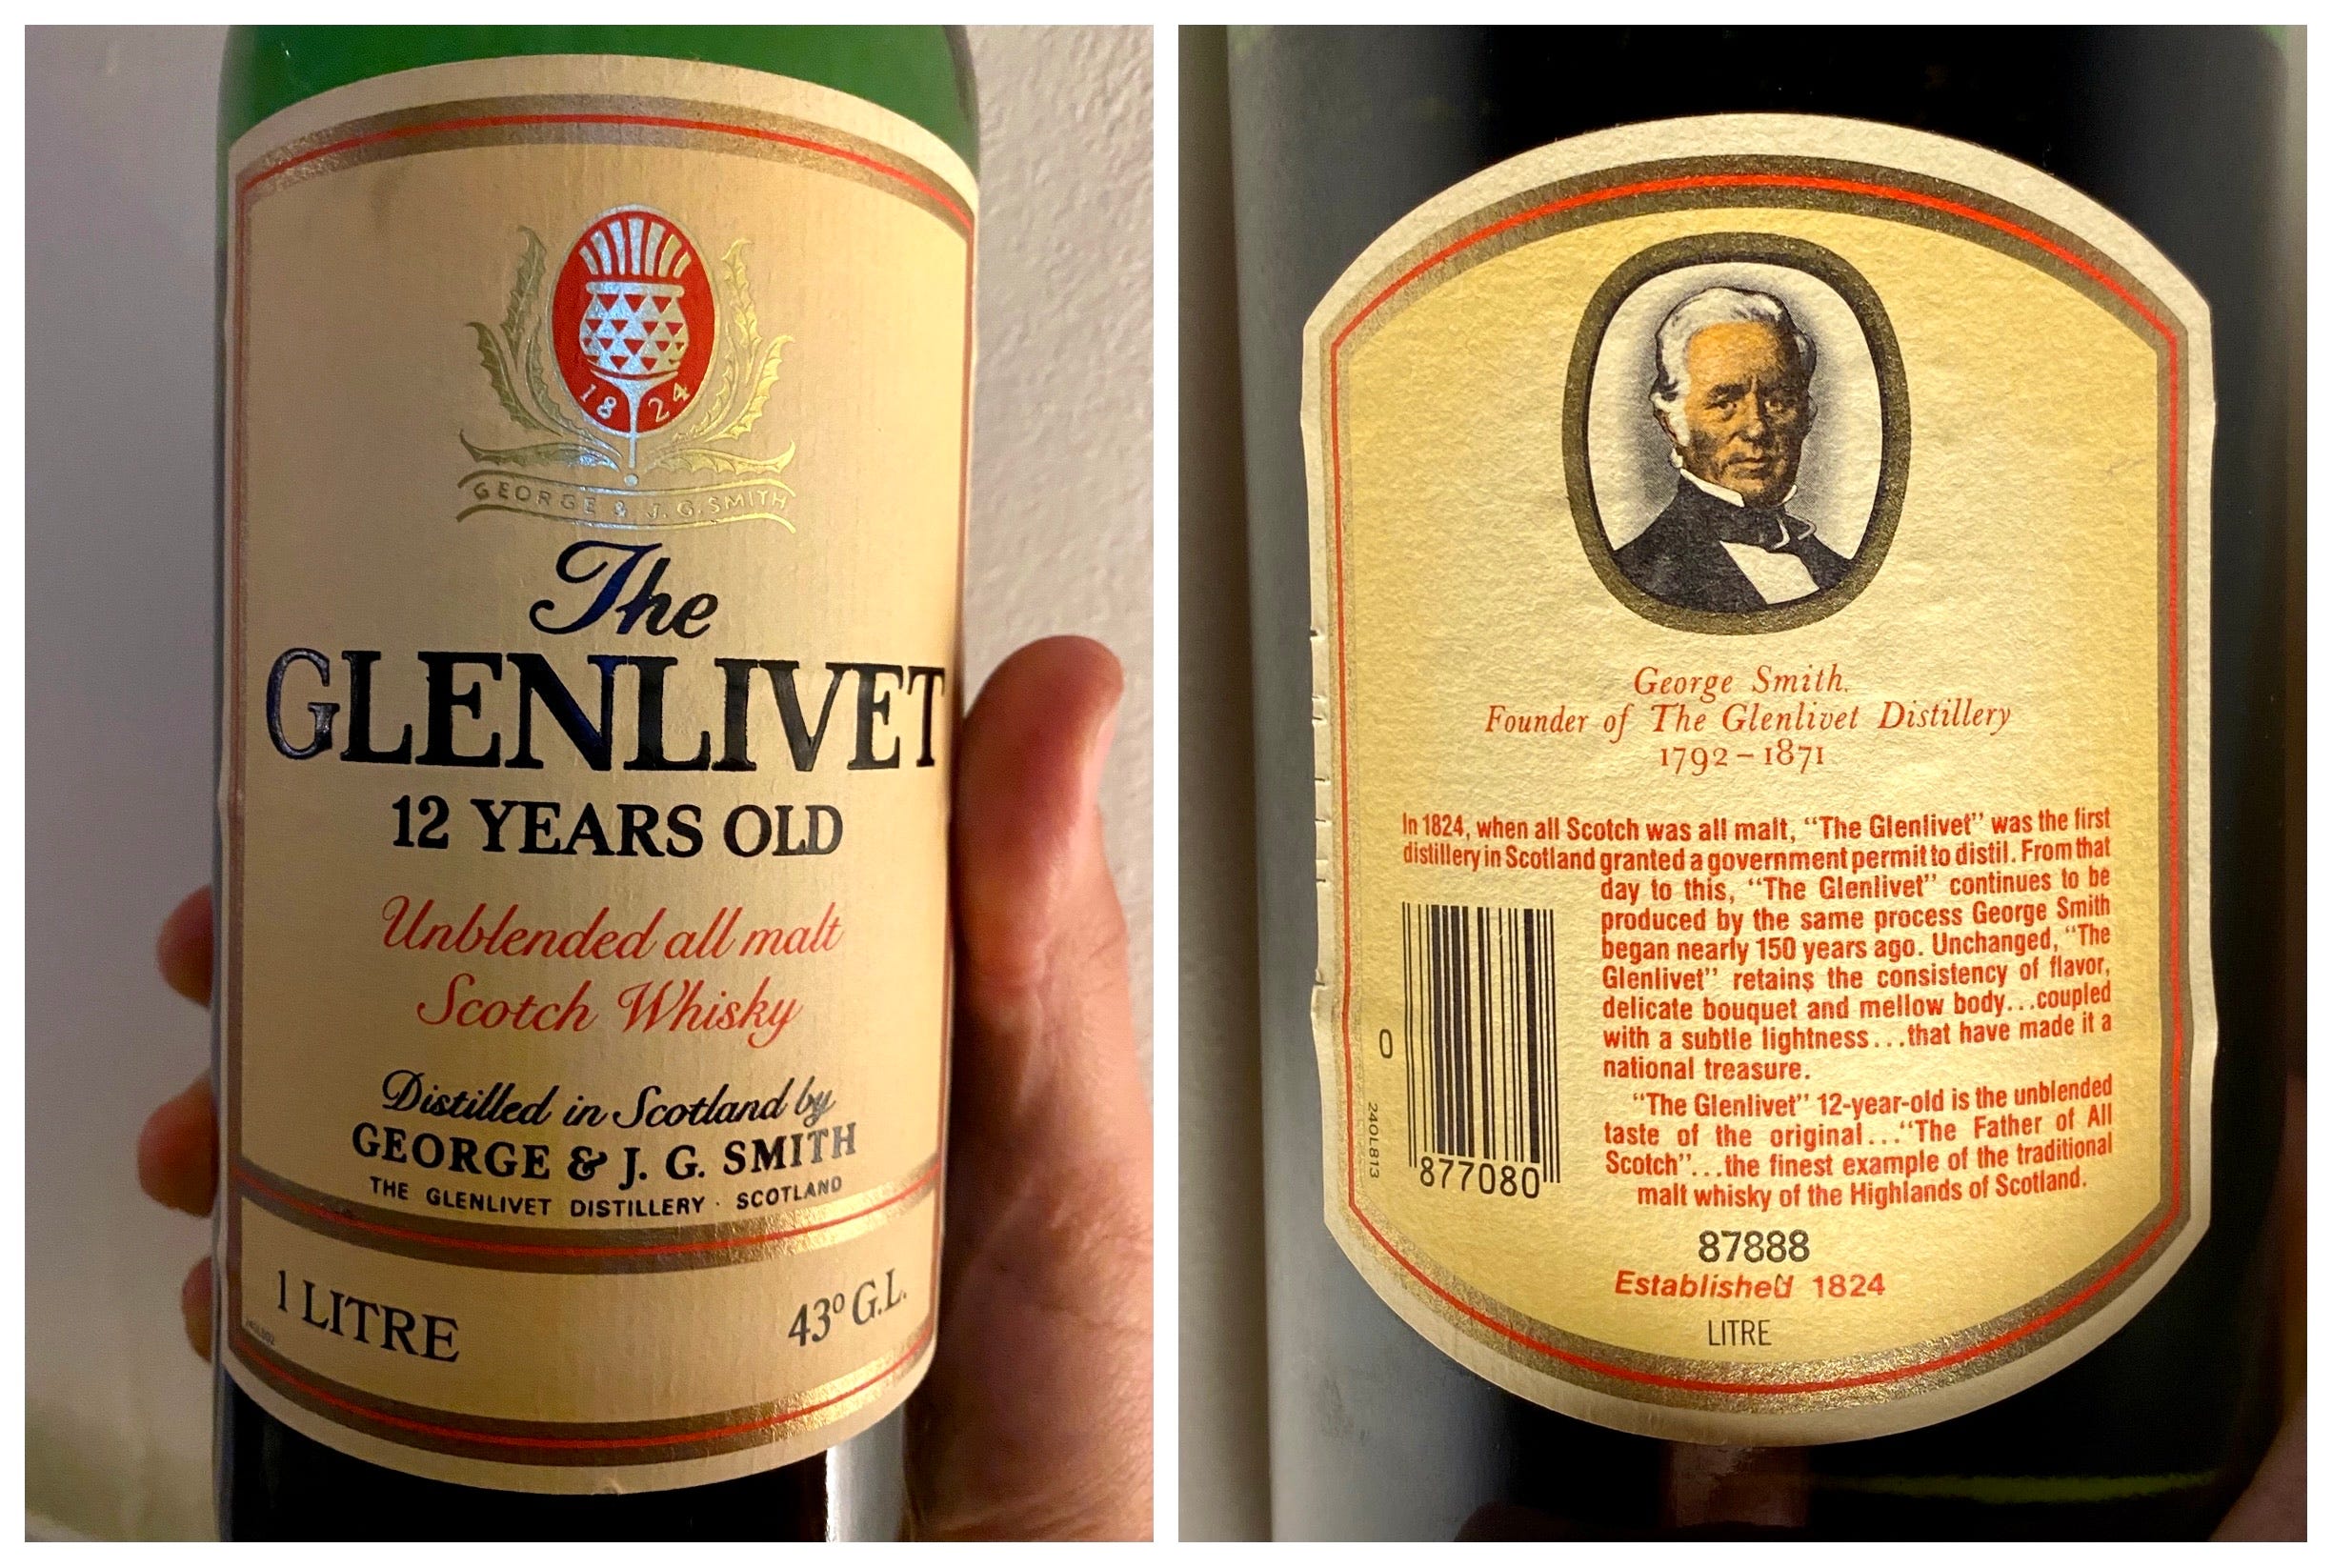 1824
GEORGE & J.G. SMITH
The
GLENLIVET
12 YEARS OLD
Unblended all malt
Scotch Whisky
Distilled in Scotland by
GEORGE & J. G. SMITH
THE GLENLIVET DISTILLERY · SCOTLAND
1 LITRE
43º G.L.
George Smith.
Founder of The Glenlivet Distillery
1792–1871
In 1824, when all Scotch was all malt, “The Glenlivet” was the first
distillery in Scotland granted a government permit to distil. From that
day to this, “The Glenlivet” continues to be
produced by the same process George Smith
began nearly 150 years ago. Unchanged, “The
Glenlivet” retains the consistency of flavor,
delicate bouquet and mellow body...coupled
with a subtle lightness...that have made it a
national treasure.
“The Glenlivet” 12-year-old is the unblended
taste of the original...“The Father of All
Scotch”...the finest example of the traditional
malt whisky of the Highlands of Scotland.
0
240L813
877080
87888
Established 1824
LITRE